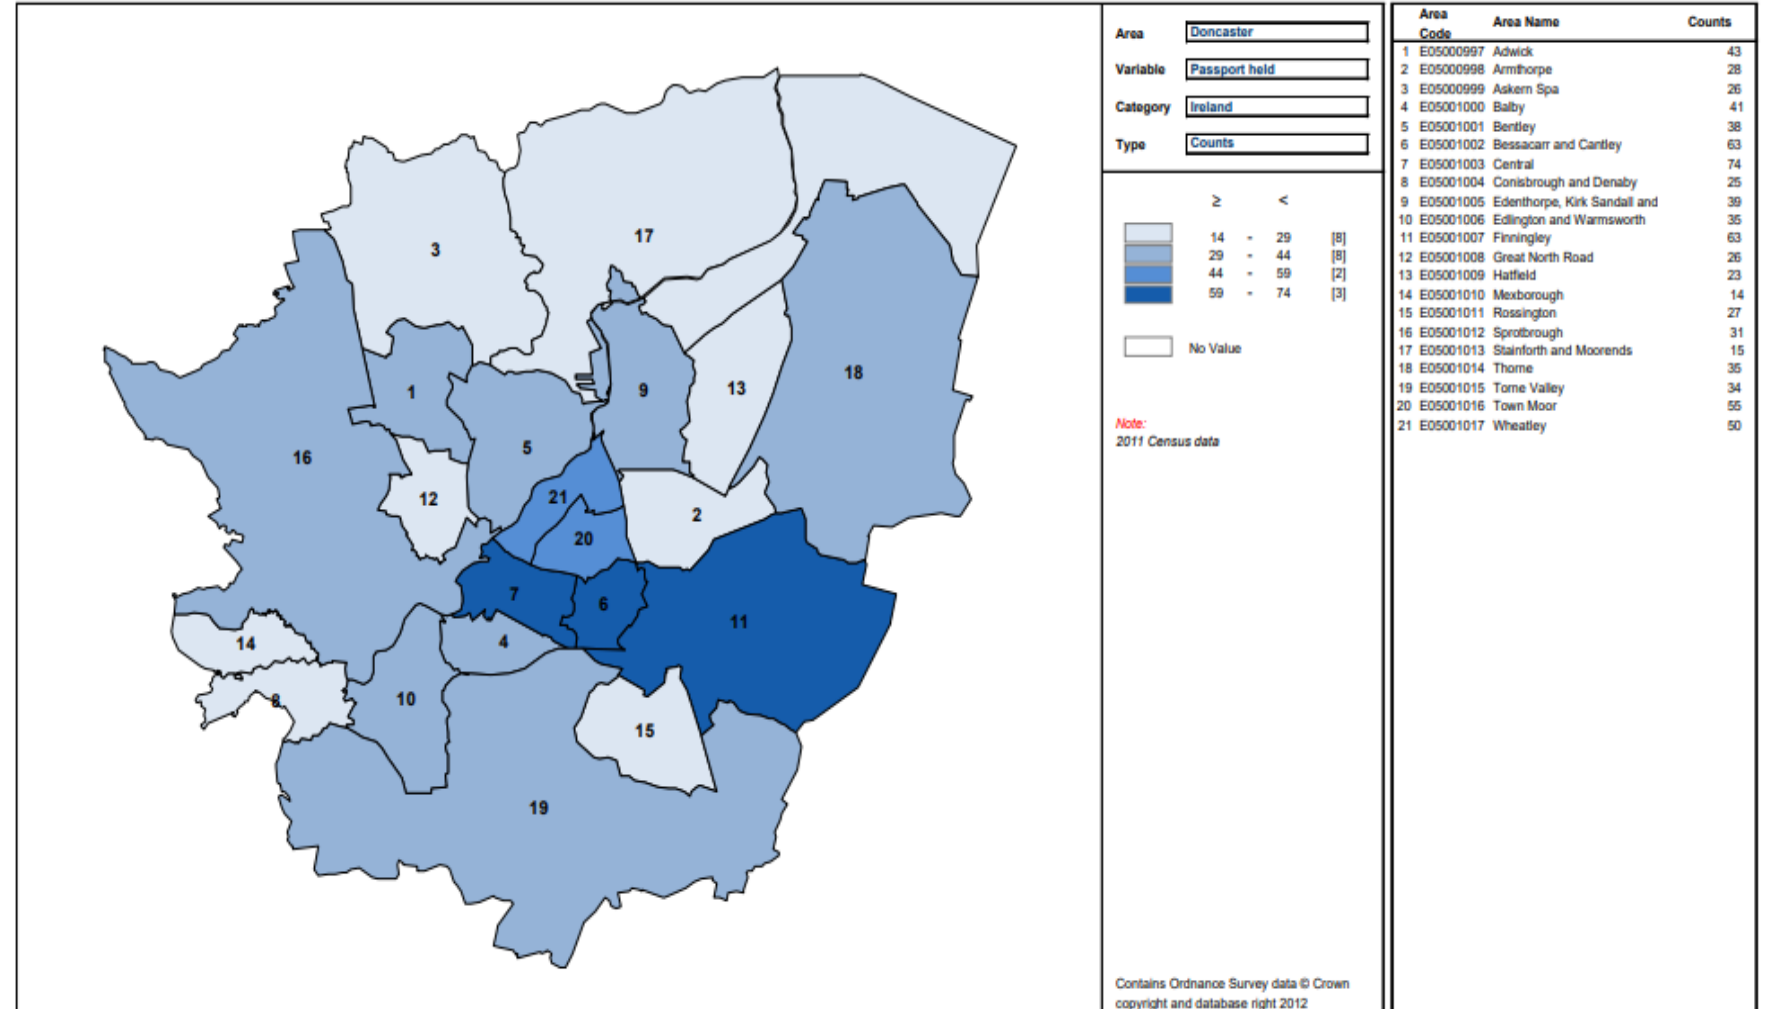 Area Doncaster
Variable Passport held
Category Ireland
Type Counts
≥ <
14 - 29 [8]
29 - 44 [8]
44 - 59 [2]
59 - 74 [3]
No Value
Note:
2011 Census data
Contains Ordnance Survey data © Crown
copyright and database right 2012
Area
Code Area Name Counts
1 E05000997 Adwick 43
2 E05000998 Armthorpe 28
3 E05000999 Askern Spa 26
4 E05001000 Balby 41
5 E05001001 Bentley 38
6 E05001002 Bessacarr and Cantley 63
7 E05001003 Central 74
8 E05001004 Conisbrough and Denaby 25
9 E05001005 Edenthorpe, Kirk Sandall and 39
10 E05001006 Edlington and Warmsworth 35
11 E05001007 Finningley 63
12 E05001008 Great North Road 26
13 E05001009 Hatfield 23
14 E05001010 Mexborough 14
15 E05001011 Rossington 27
16 E05001012 Sprotbrough 31
17 E05001013 Stainforth and Moorends 15
18 E05001014 Thorne 35
19 E05001015 Torne Valley 34
20 E05001016 Town Moor 55
21 E05001017 Wheatley 50
17
3
18
13
9
1
5
16
21
12
2
20
7
6
11
4
14
10
8
15
19